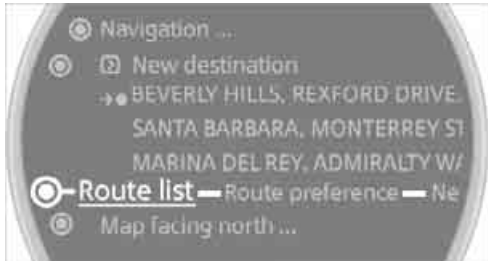 Navigation ...
New destination
BEVERLY HILLS, REXFORD DRIVE,
SANTA BARBARA, MONTERREY ST
MARINA DEL REY, ADMIRALTY WA
Route list Route preference Ne
Map facing north ...